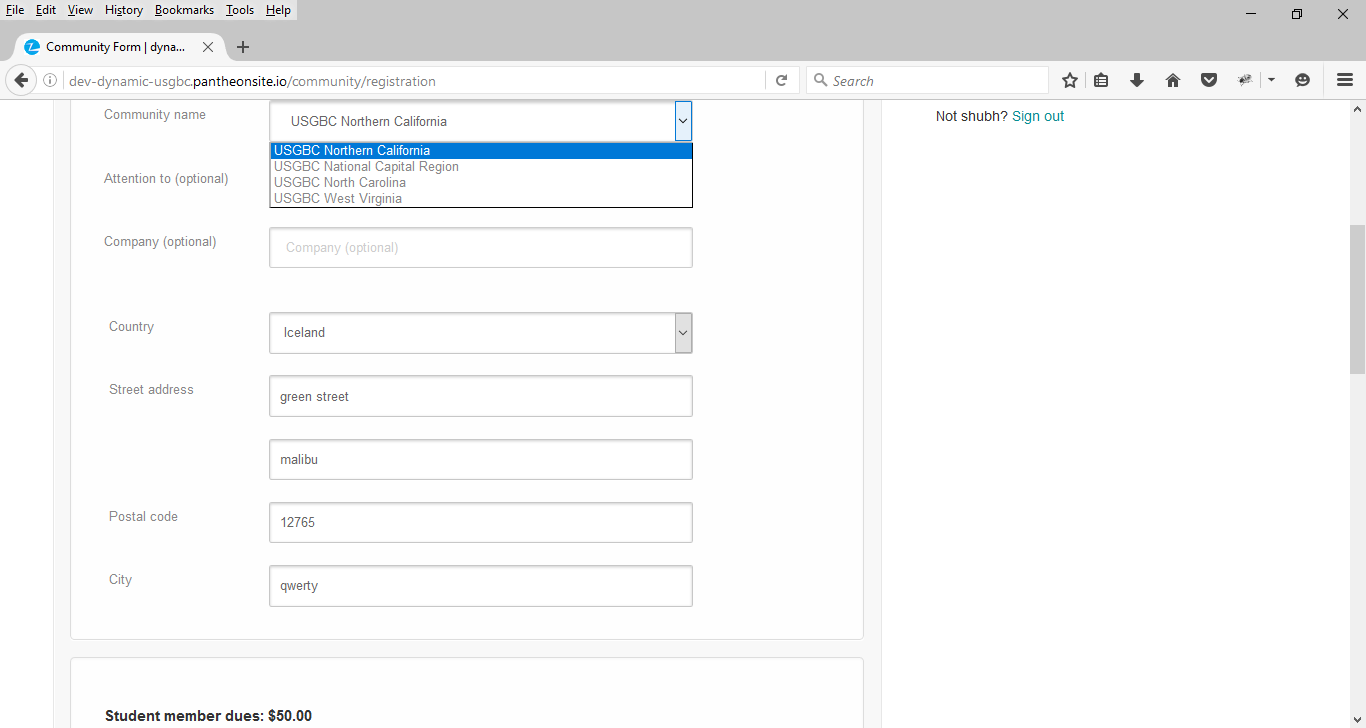 File Edit View History Bookmarks Tools Help
Community Form | dyna...
dev-dynamic-usgbc.pantheonsite.io/community/registration
Search
Community name
USGBC Northern California
Not shubh? Sign out
USGBC Northern California
USGBC National Capital Region
USGBC North Carolina
USGBC West Virginia
Attention to (optional)
Company (optional)
Company (optional)
Country
Iceland
Street address
green street
malibu
Postal code
12765
City
qwerty
Student member dues: $50.00